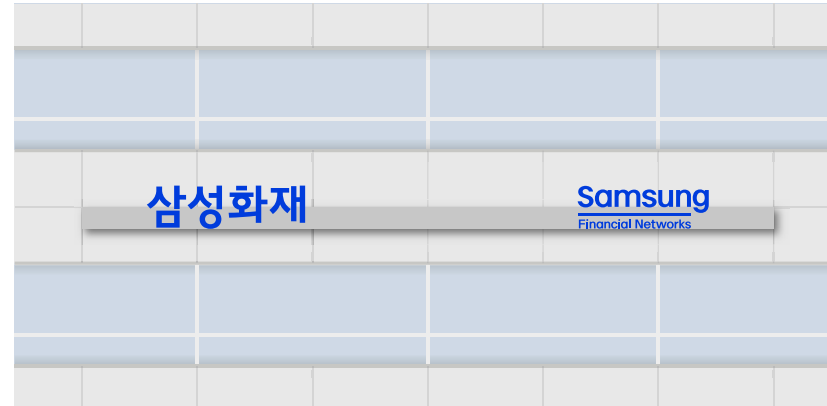 삼성화재
Samsung
Financial Networks